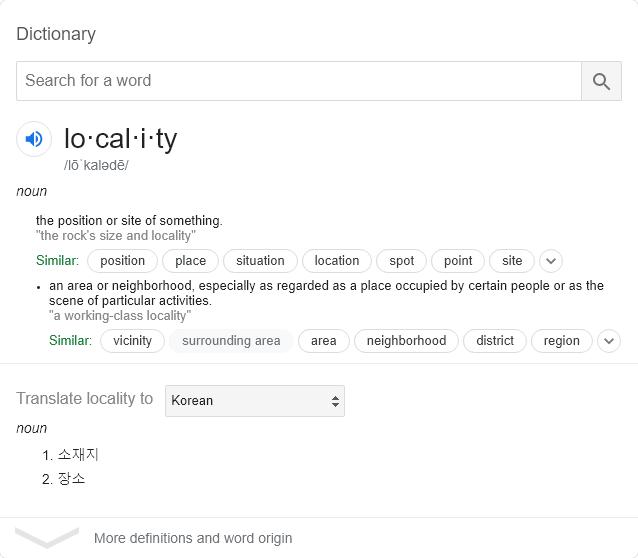 Dictionary
Search for a word
lo·cal·i·ty
/lōˈkalədē/
noun
the position or site of something.
"the rock's size and locality"
Similar: position place situation location spot point site
• an area or neighborhood, especially as regarded as a place occupied by certain people or as the
scene of particular activities.
"a working-class locality"
Similar: vicinity surrounding area area neighborhood district region
Translate locality to Korean
noun
1. 소재지
2. 장소
More definitions and word origin